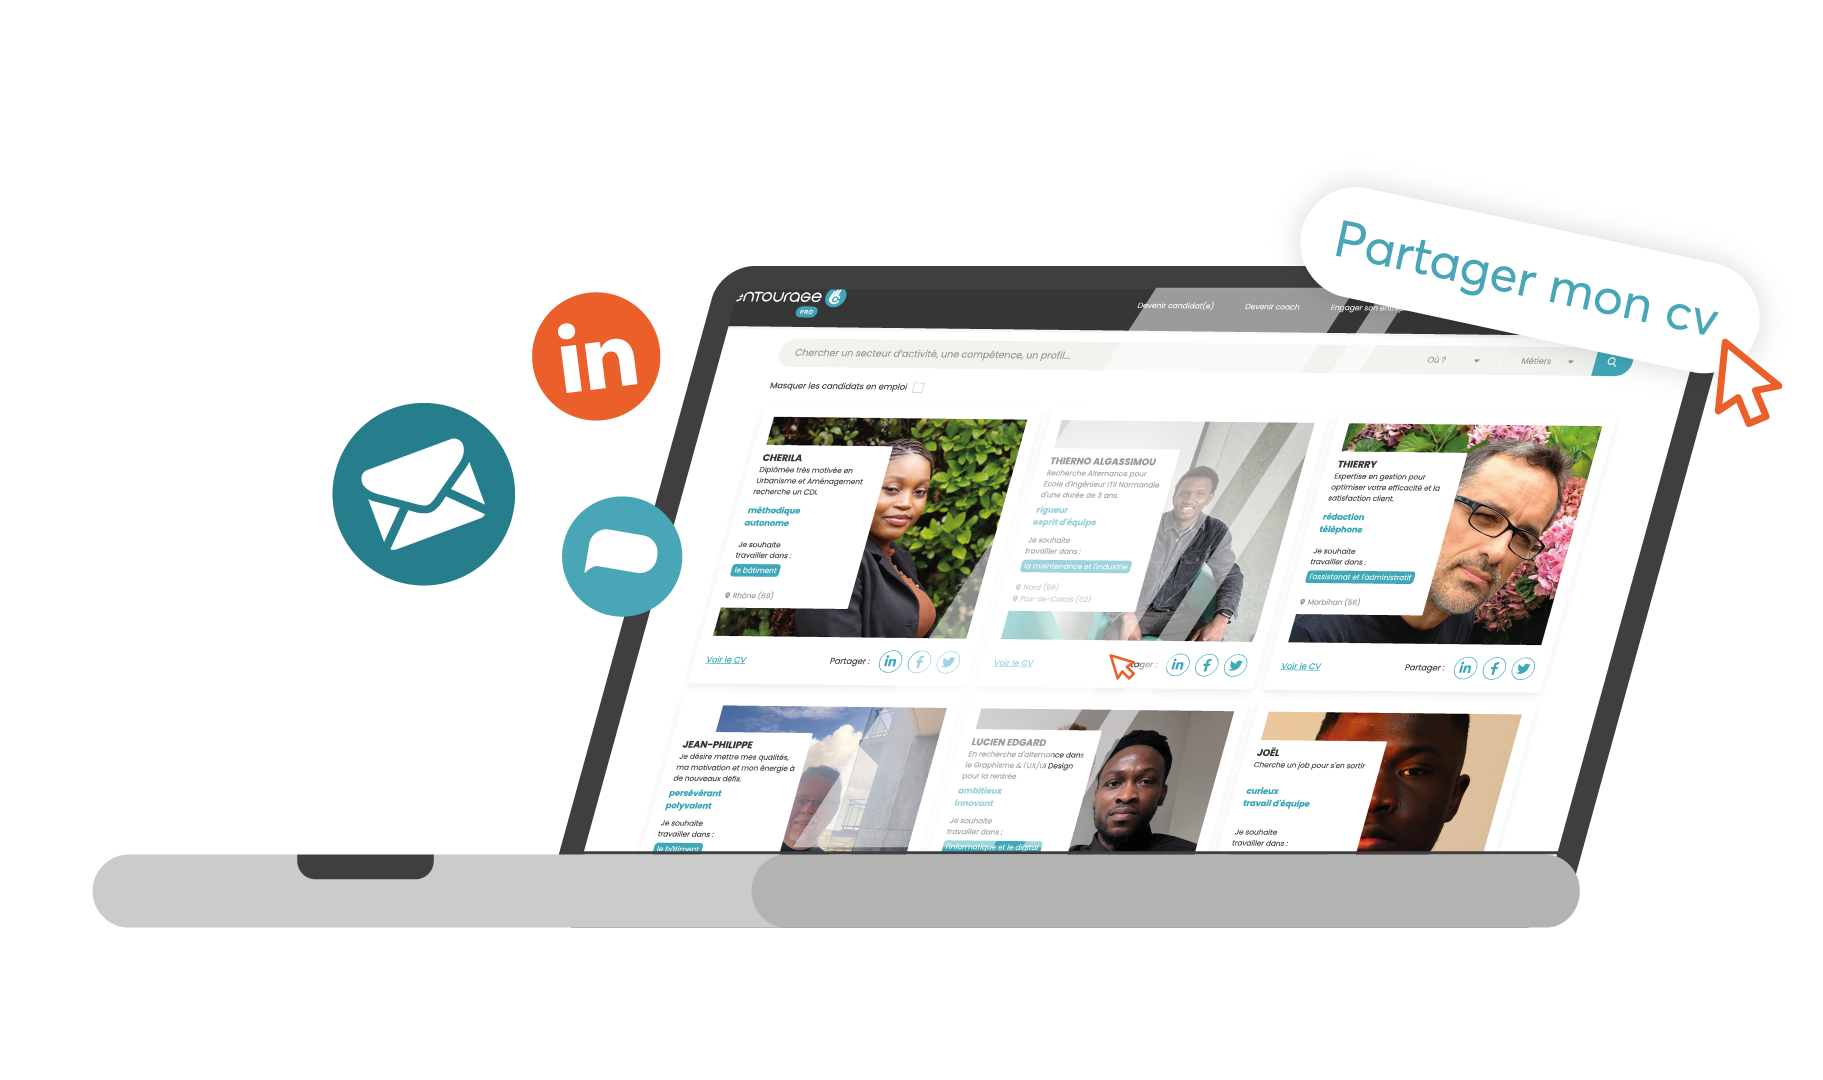 Partager mon cv
entourage
PRO
Devenir candidat(e)
Devenir coach
Engager son
Chercher un secteur d'activité, une compétence, un profil...
Où ?
Métiers
Masquer les candidats en emploi
CHERILA
Diplômée très motivée en
Urbanisme et Aménagement
recherche un CDI.
méthodique
autonome
Je souhaite
travailler dans :
le bâtiment
Rhône (69)
Voir le CV
Partager :
in
THIERNO ALGASSIMOU
Recherche Alternance pour
Ecole d'ingénieur ITII Normandie
d'une durée de 3 ans.
rigueur
esprit d'équipe
Je souhaite
travailler dans :
la maintenance et l'industrie
Nord (59)
Pas-de-Calais (62)
Voir le CV
tager :
in
THIERRY
Expertise en gestion pour
optimiser votre efficacité et la
satisfaction client.
rédaction
téléphone
Je souhaite
travailler dans :
l'assistanat et l'administratif
Morbihan (56)
Voir le CV
Partager :
in
JEAN-PHILIPPE
Je désire mettre mes qualités,
ma motivation et mon énergie à
de nouveaux défis.
persévérant
polyvalent
Je souhaite
travailler dans :
le bâtiment
LUCIEN EDGARD
En recherche d'alternance dans
le Graphisme & l'UX/UI Design
pour la rentrée
ambitieux
Innovant
Je souhaite
travailler dans :
l'informatique et le digital
JOËL
Cherche un job pour s'en sortir
curieux
travail d'équipe
Je souhaite
travailler dans :
in